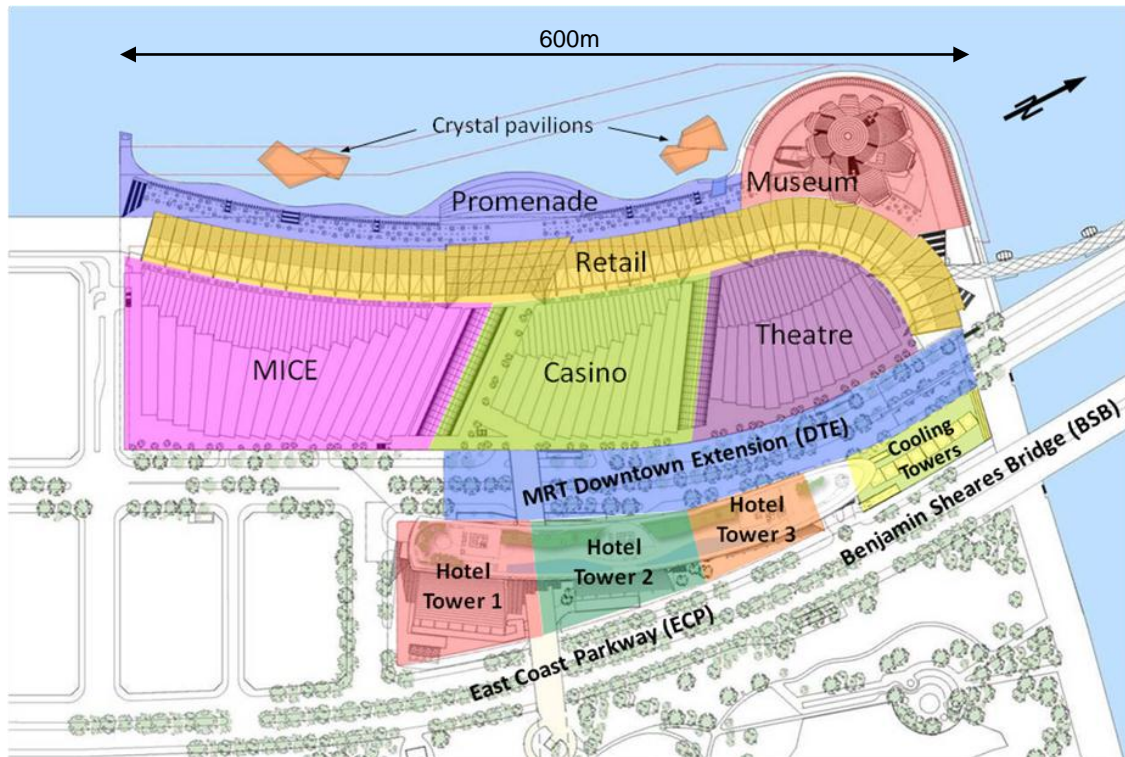 600m
N
Crystal pavilions
Museum
Promenade
Retail
MICE
Casino
Theatre
MRT Downtown Extension (DTE)
Cooling
Towers
Hotel
Tower 1
Hotel
Tower 2
Hotel
Tower 3
Benjamin Sheares Bridge (BSB)
East Coast Parkway (ECP)